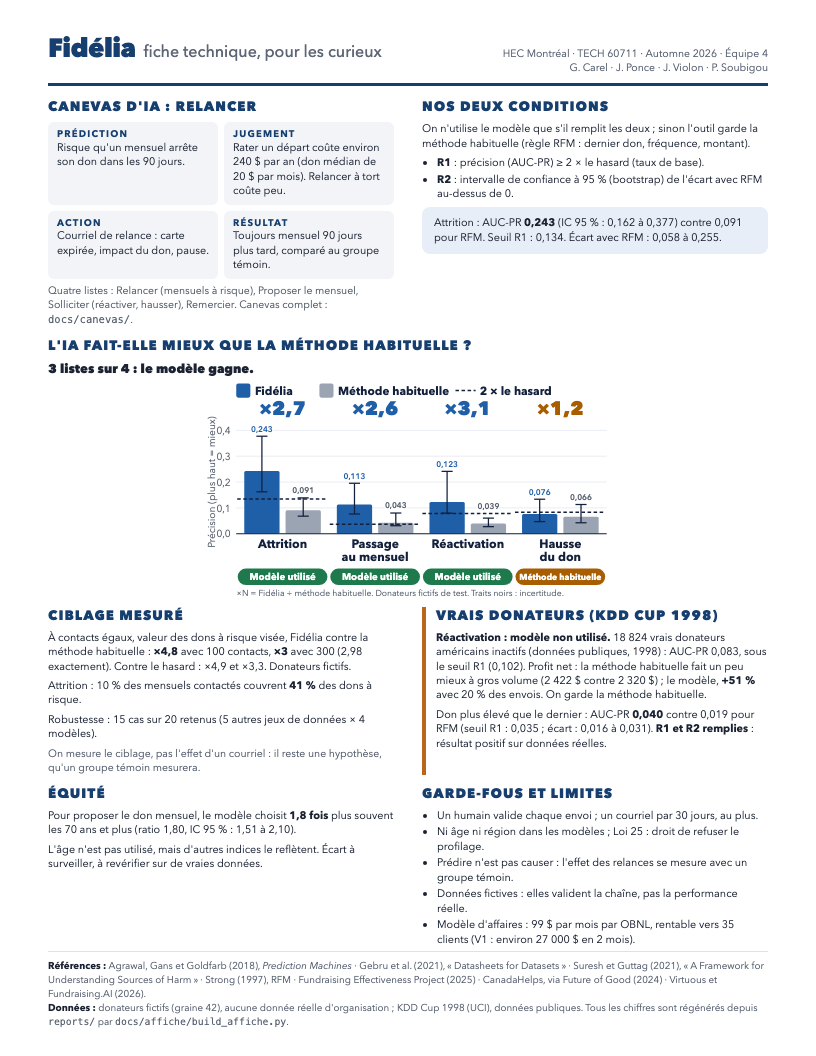 Fidélia fiche technique, pour les curieux
HEC Montréal · TECH 60711 · Automne 2026 · Équipe 4
G. Carel · J. Ponce · J. Violon · P. Soubigou
CANEVAS D'IA : RELANCER
PRÉDICTION
Risque qu'un mensuel arrête
son don dans les 90 jours.
JUGEMENT
Rater un départ coûte environ
240 $ par an (don médian de
20 $ par mois). Relancer à tort
coûte peu.
ACTION
Courriel de relance : carte
expirée, impact du don, pause.
RÉSULTAT
Toujours mensuel 90 jours
plus tard, comparé au groupe
témoin.
Quatre listes : Relancer (mensuels à risque), Proposer le mensuel,
Solliciter (réactiver, hausser), Remercier. Canevas complet :
docs/canevas/.
NOS DEUX CONDITIONS
On n'utilise le modèle que s'il remplit les deux ; sinon l'outil garde la
méthode habituelle (règle RFM : dernier don, fréquence, montant).
• R1 : précision (AUC-PR) ≥ 2 × le hasard (taux de base).
• R2 : intervalle de confiance à 95 % (bootstrap) de l'écart avec RFM
au-dessus de 0.
Attrition : AUC-PR 0,243 (IC 95 % : 0,162 à 0,377) contre 0,091
pour RFM. Seuil R1 : 0,134. Écart avec RFM : 0,058 à 0,255.
L'IA FAIT-ELLE MIEUX QUE LA MÉTHODE HABITUELLE ?
3 listes sur 4 : le modèle gagne.
Fidélia Méthode habituelle 2 × le hasard
×2,7 ×2,6 ×3,1 ×1,2
Précision (plus haut = mieux)
0,4
0,3
0,2
0,1
0,0
0,243 0,091 0,113 0,043 0,123 0,039 0,076 0,066
Attrition Passage Réactivation Hausse
au mensuel du don
Modèle utilisé Modèle utilisé Modèle utilisé Méthode habituelle
×N = Fidélia ÷ méthode habituelle. Donateurs fictifs de test. Traits noirs : incertitude.
CIBLAGE MESURÉ
À contacts égaux, valeur des dons à risque visée, Fidélia contre la
méthode habituelle : ×4,8 avec 100 contacts, ×3 avec 300 (2,98
exactement). Contre le hasard : ×4,9 et ×3,3. Donateurs fictifs.
Attrition : 10 % des mensuels contactés couvrent 41 % des dons à
risque.
Robustesse : 15 cas sur 20 retenus (5 autres jeux de données × 4
modèles).
On mesure le ciblage, pas l'effet d'un courriel : il reste une hypothèse,
qu'un groupe témoin mesurera.
VRAIS DONATEURS (KDD CUP 1998)
Réactivation : modèle non utilisé. 18 824 vrais donateurs
américains inactifs (données publiques, 1998) : AUC-PR 0,083, sous
le seuil R1 (0,102). Profit net : la méthode habituelle fait un peu
mieux à gros volume (2 422 $ contre 2 320 $) ; le modèle, +51 %
avec 20 % des envois. On garde la méthode habituelle.
Don plus élevé que le dernier : AUC-PR 0,040 contre 0,019 pour
RFM (seuil R1 : 0,035 ; écart : 0,016 à 0,031). R1 et R2 remplies :
résultat positif sur données réelles.
ÉQUITÉ
Pour proposer le don mensuel, le modèle choisit 1,8 fois plus souvent
les 70 ans et plus (ratio 1,80, IC 95 % : 1,51 à 2,10).
L'âge n'est pas utilisé, mais d'autres indices le reflètent. Écart à
surveiller, à revérifier sur de vraies données.
GARDE-FOUS ET LIMITES
• Un humain valide chaque envoi ; un courriel par 30 jours, au plus.
• Ni âge ni région dans les modèles ; Loi 25 : droit de refuser le
profilage.
• Prédire n'est pas causer : l'effet des relances se mesure avec un
groupe témoin.
• Données fictives : elles valident la chaîne, pas la performance
réelle.
• Modèle d'affaires : 99 $ par mois par OBNL, rentable vers 35
clients (V1 : environ 27 000 $ en 2 mois).
Références : Agrawal, Gans et Goldfarb (2018), Prediction Machines · Gebru et al. (2021), « Datasheets for Datasets » · Suresh et Guttag (2021), « A Framework for
Understanding Sources of Harm » · Strong (1997), RFM · Fundraising Effectiveness Project (2025) · CanadaHelps, via Future of Good (2024) · Virtuous et
Fundraising.AI (2026).
Données : donateurs fictifs (graine 42), aucune donnée réelle d'organisation ; KDD Cup 1998 (UCI), données publiques. Tous les chiffres sont régénérés depuis
reports/ par docs/affiche/build_affiche.py.